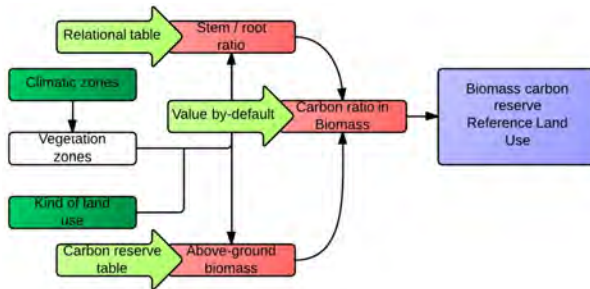 Relational table
Stem / root
ratio
Climatic zones
Value by-default
Carbon ratio in
Biomass
Biomass carbon
reserve
Reference Land
Use
Vegetation
zones
Kind of land
use
Carbon reserve
table
Above-ground
biomass